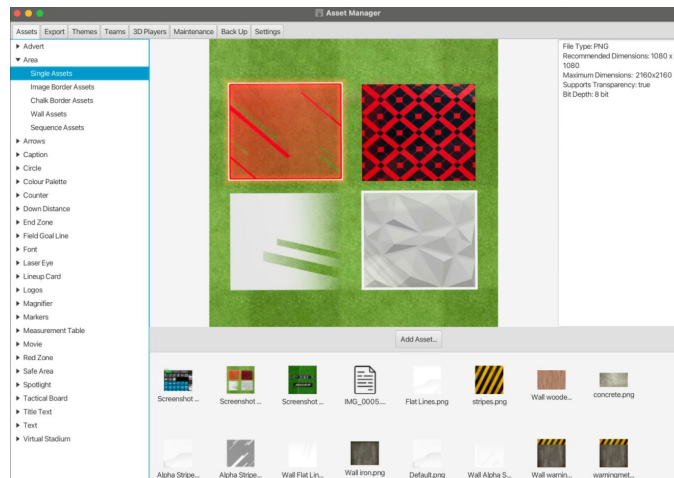 Asset Manager
Assets Export Themes Teams 3D Players Maintenance Back Up Settings
Advert
Area
Single Assets
Image Border Assets
Chalk Border Assets
Wall Assets
Sequence Assets
Arrows
Caption
Circle
Colour Palette
Counter
Down Distance
End Zone
Field Goal Line
Font
Laser Eye
Lineup Card
Logos
Magnifier
Markers
Measurement Table
Movie
Red Zone
Safe Area
Spotlight
Tactical Board
Title Text
Text
Virtual Stadium
File Type: PNG
Recommended Dimensions: 1080 x
1080
Maximum Dimensions: 2160x2160
Supports Transparency: true
Bit Depth: 8 bit
Add Asset...
Screenshot ... Screenshot ... Screenshot ... IMG_0005.... Flat Lines.png stripes.png Wall woode... concrete.png
Alpha Stripe... Alpha Stripe... Wall Flat Lin... Wall iron.png Default.png Wall Alpha S... Wall warnin... warningmet...